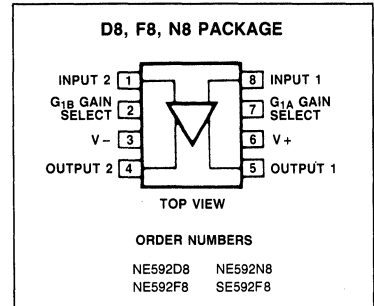 D8, F8, N8 PACKAGE
INPUT 2 1 8 INPUT 1
G1B GAIN SELECT 2 7 G1A GAIN SELECT
V- 3 6 V+
OUTPUT 2 4 5 OUTPUT 1
TOP VIEW
ORDER NUMBERS
NE592D8 NE592N8
NE592F8 SE592F8